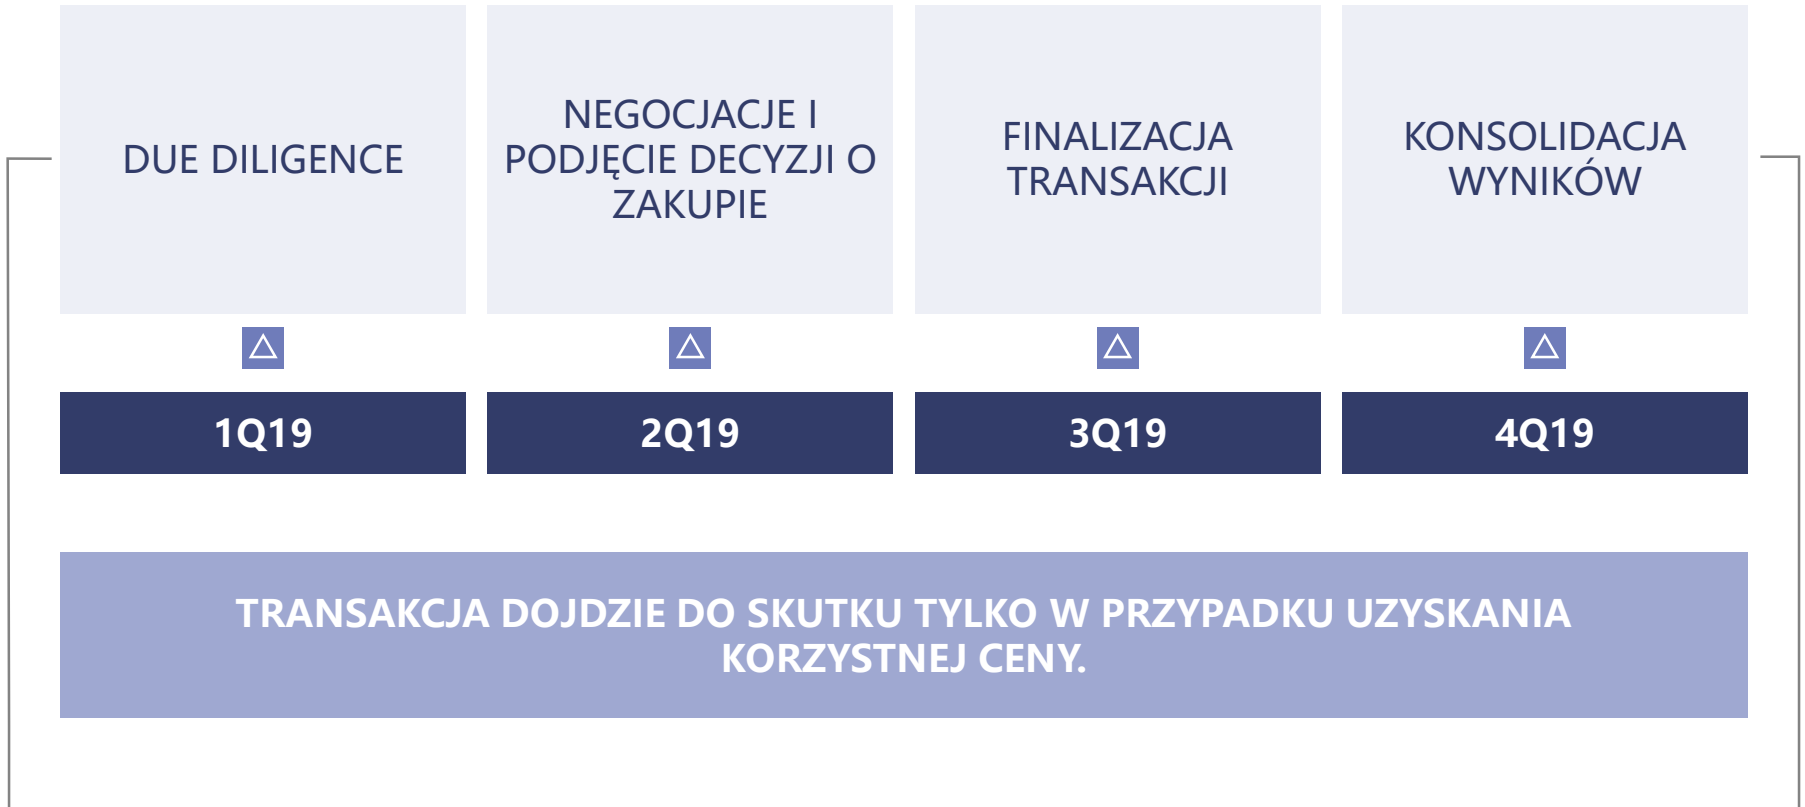 DUE DILIGENCE
NEGOCJACJE I
PODJĘCIE DECYZJI O
ZAKUPIE
FINALIZACJA
TRANSAKCJI
KONSOLIDACJA
WYNIKÓW
1Q19
2Q19
3Q19
4Q19
TRANSAKCJA DOJDZIE DO SKUTKU TYLKO W PRZYPADKU UZYSKANIA
KORZYSTNEJ CENY.